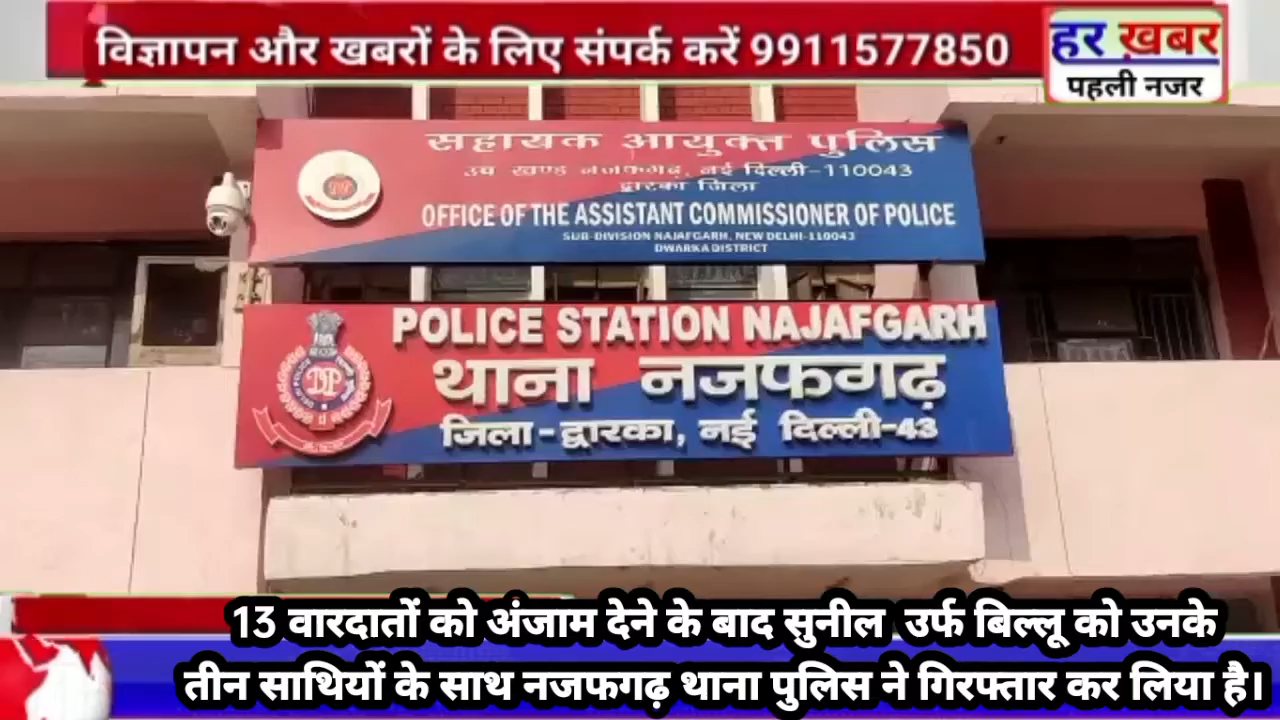 विज्ञापन और खबरों के लिए संपर्क करें 9911577850
हर ख़बर
पहली नजर
सहायक आयुक्त पुलिस
उप खण्ड नजफगढ़, नई दिल्ली-110043
द्वारका जिला
OFFICE OF THE ASSISTANT COMMISSIONER OF POLICE
SUB-DIVISION NAJAFGARH, NEW DELHI-110043
DWARKA DISTRICT
POLICE STATION NAJAFGARH
थाना नजफगढ़
जिला-द्वारका, नई दिल्ली-43
DP
13 वारदातों को अंजाम देने के बाद सुनील उर्फ बिल्लू को उनके
तीन साथियों के साथ नजफगढ़ थाना पुलिस ने गिरफ्तार कर लिया है।